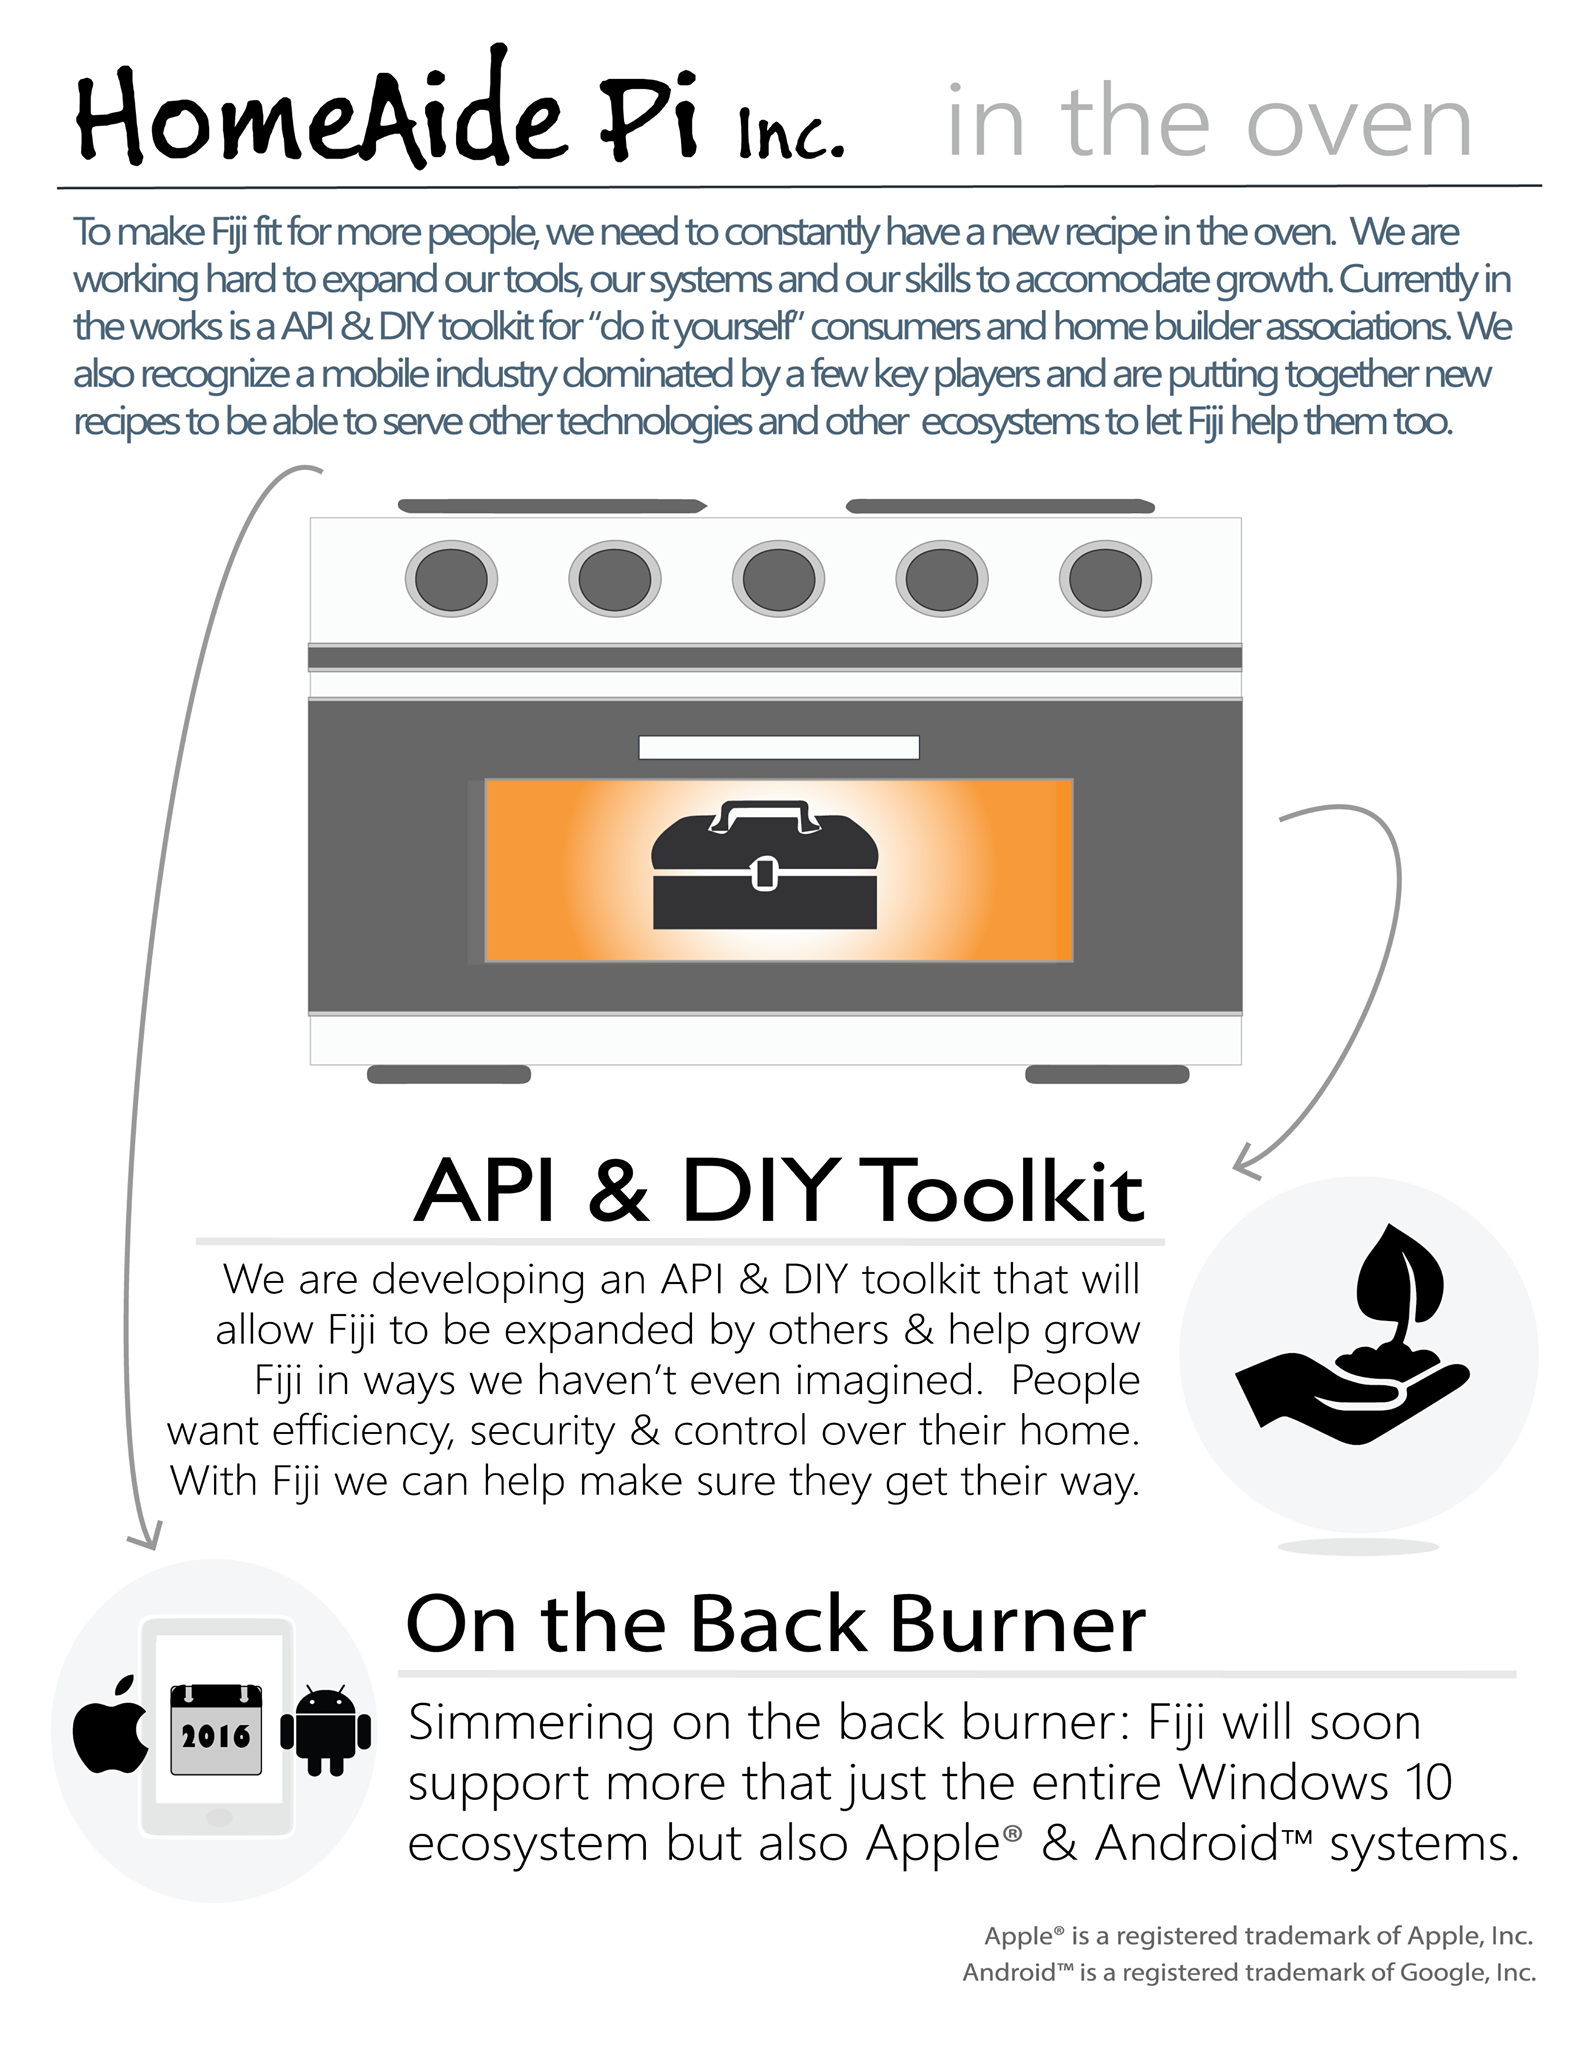 HomeAide Pi Inc. in the oven
To make Fiji fit for more people, we need to constantly have a new recipe in the oven. We are
working hard to expand our tools, our systems and our skills to accomodate growth. Currently in
the works is a API & DIY toolkit for “do it yourself” consumers and home builder associations. We
also recognize a mobile industry dominated by a few key players and are putting together new
recipes to be able to serve other technologies and other ecosystems to let Fiji help them too.
API & DIY Toolkit
We are developing an API & DIY toolkit that will
allow Fiji to be expanded by others & help grow
Fiji in ways we haven't even imagined. People
want efficiency, security & control over their home.
With Fiji we can help make sure they get their way.
On the Back Burner
2016
Simmering on the back burner: Fiji will soon
support more that just the entire Windows 10
ecosystem but also Apple® & Android™ systems.
Apple® is a registered trademark of Apple, Inc.
Android™ is a registered trademark of Google, Inc.